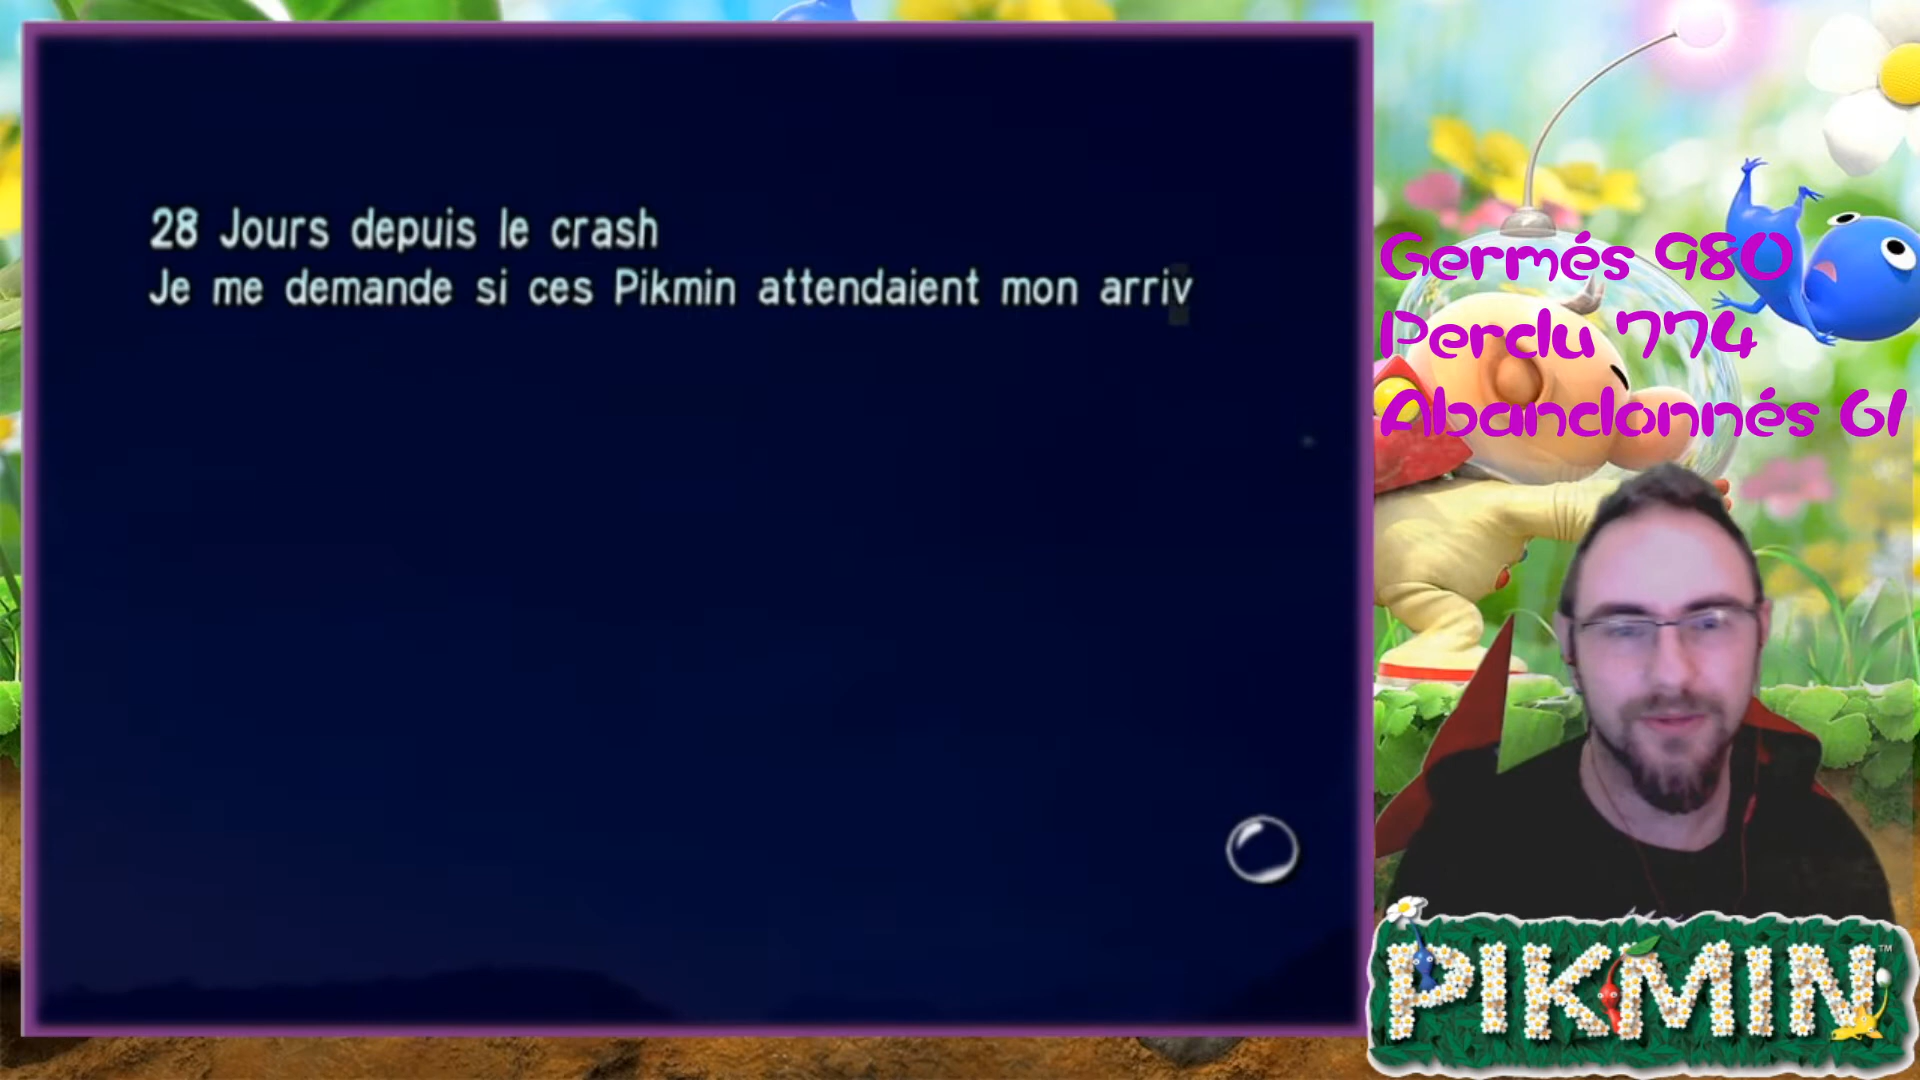 28 Jours depuis le crash
Je me demande si ces Pikmin attendaient mon arriv
Germés 980
Perdu 774
Abandonnés 61
PIKMIN™